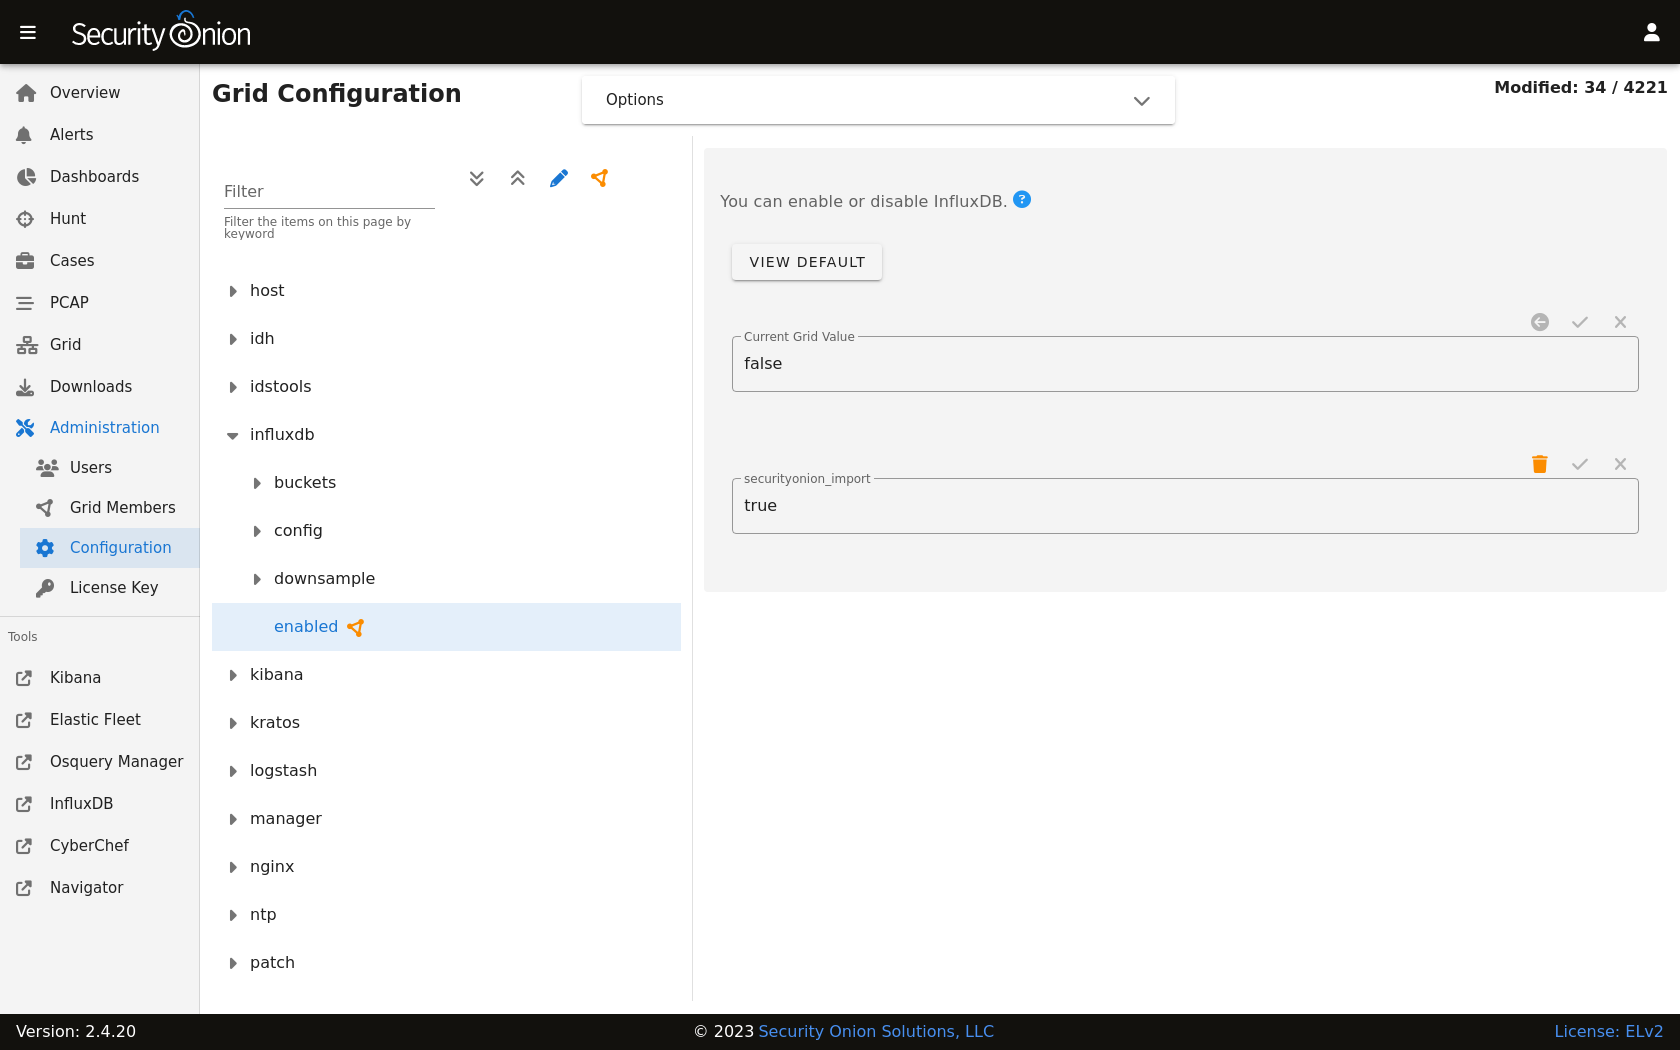 Security Onion
Overview
Alerts
Dashboards
Hunt
Cases
PCAP
Grid
Downloads
Administration
Users
Grid Members
Configuration
License Key
Tools
Kibana
Elastic Fleet
Osquery Manager
InfluxDB
CyberChef
Navigator
Grid Configuration
Options
Modified: 34 / 4221
Filter
Filter the items on this page by
keyword
host
idh
idstools
influxdb
buckets
config
downsample
enabled
kibana
kratos
logstash
manager
nginx
ntp
patch
You can enable or disable InfluxDB. ?
VIEW DEFAULT
Current Grid Value
false
securityonion_import
true
Version: 2.4.20
© 2023 Security Onion Solutions, LLC
License: ELv2